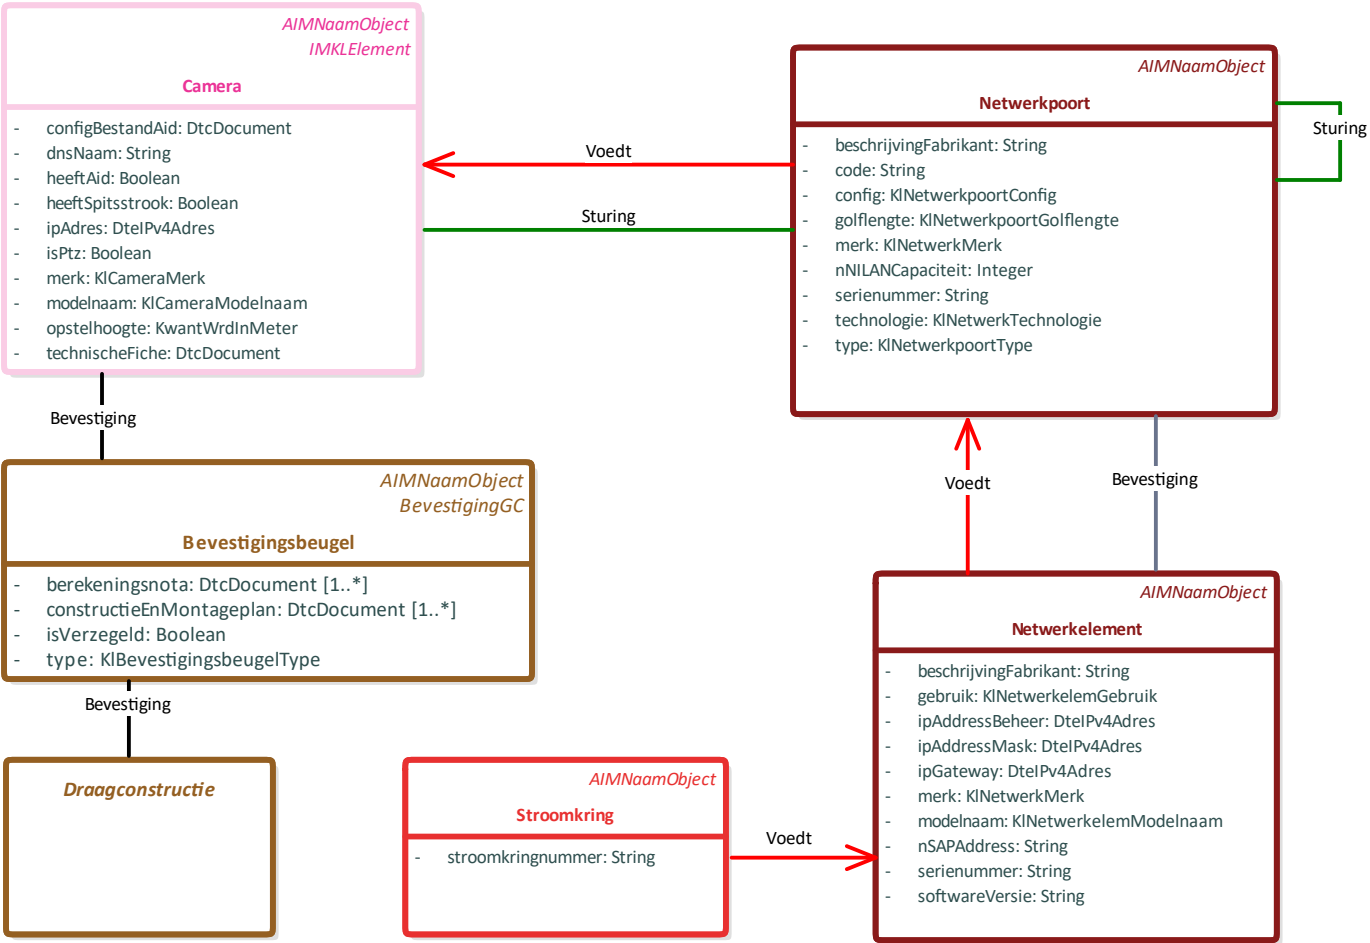 AIMNaamObject
IMKLElement
Camera
- configBestandAid: DtcDocument
- dnsNaam: String
- heeftAid: Boolean
- heeftSpitsstrook: Boolean
- ipAdres: DteIPv4Adres
- isPtz: Boolean
- merk: KlCameraMerk
- modelnaam: KlCameraModelnaam
- opstelhoogte: KwantWrdInMeter
- technischeFiche: DtcDocument
Voedt
Sturing
AIMNaamObject
Netwerkpoort
- beschrijvingFabrikant: String
- code: String
- config: KlNetwerkpoortConfig
- golflengte: KlNetwerkpoortGolflengte
- merk: KlNetwerkMerk
- nNILANCapaciteit: Integer
- serienummer: String
- technologie: KlNetwerkTechnologie
- type: KlNetwerkpoortType
Sturing
Bevestiging
AIMNaamObject
BevestigingGC
Bevestigingsbeugel
- berekeningsnota: DtcDocument [1..*]
- constructieEnMontageplan: DtcDocument [1..*]
- isVerzegeld: Boolean
- type: KlBevestigingsbeugelType
Voedt
Bevestiging
Bevestiging
Draagconstructie
AIMNaamObject
Stroomkring
- stroomkringnummer: String
Voedt
AIMNaamObject
Netwerkelement
- beschrijvingFabrikant: String
- gebruik: KlNetwerkelemGebruik
- ipAddressBeheer: DteIPv4Adres
- ipAddressMask: DteIPv4Adres
- ipGateway: DteIPv4Adres
- merk: KlNetwerkMerk
- modelnaam: KlNetwerkelemModelnaam
- nSAPAddress: String
- serienummer: String
- softwareVersie: String